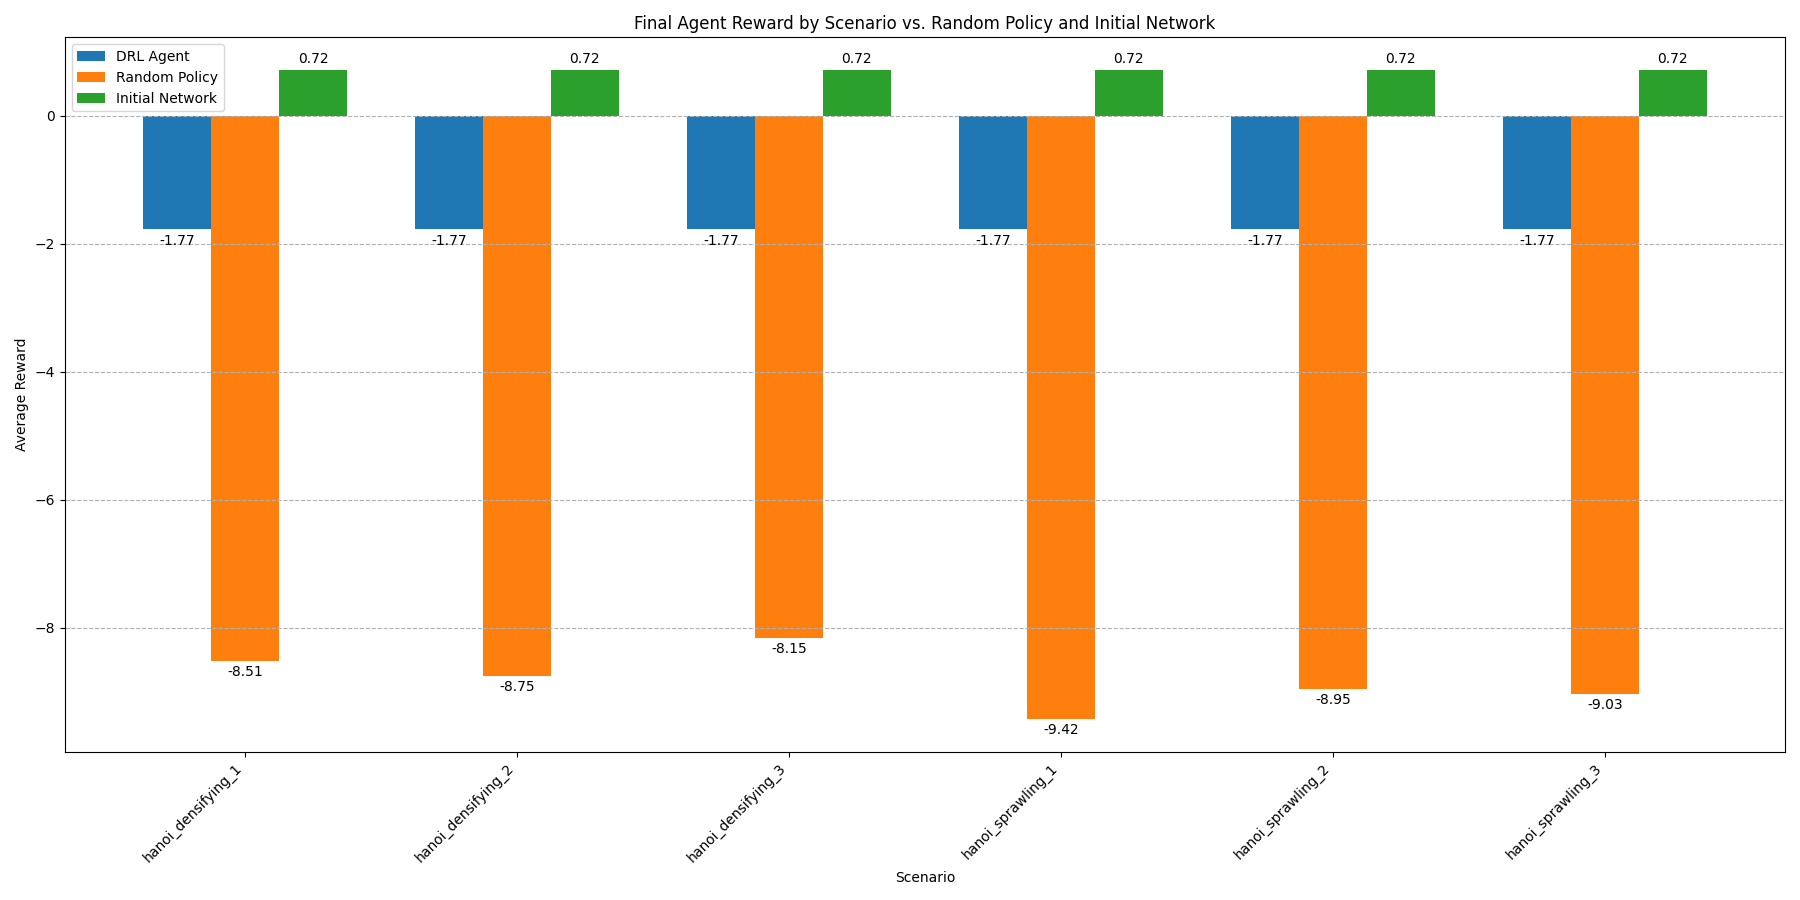 Final Agent Reward by Scenario vs. Random Policy and Initial Network
DRL Agent
Random Policy
Initial Network
0.72
0.72
0.72
0.72
0.72
0.72
0
−2
−4
−6
−8
-1.77
-1.77
-1.77
-1.77
-1.77
-1.77
-8.51
-8.75
-8.15
-9.42
-8.95
-9.03
Average Reward
hanoi_densifying_1
hanoi_densifying_2
hanoi_densifying_3
hanoi_sprawling_1
hanoi_sprawling_2
hanoi_sprawling_3
Scenario